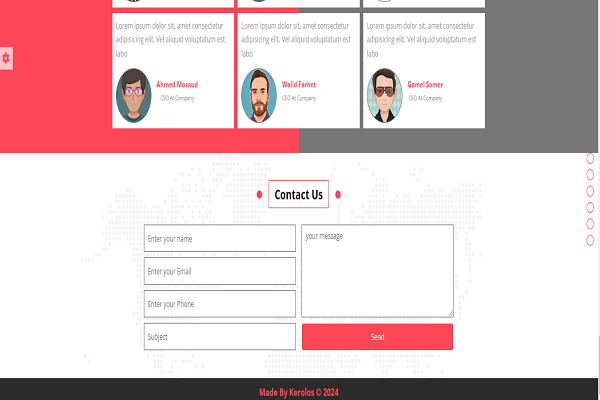 Lorem ipsum dolor sit, amet consectetur
adipisicing elit. Vel aliquid voluptatum est
labo
Ahmed Mosaud
CEO At Company
Lorem ipsum dolor sit, amet consectetur
adipisicing elit. Vel aliquid voluptatum est
labo
Walid Farhet
CEO At Company
Lorem ipsum dolor sit, amet consectetur
adipisicing elit. Vel aliquid voluptatum est
labo
Gamel Samer
CEO At Company
Contact Us
Enter your name
Enter your Email
Enter your Phone
Subject
your message
Send
Made By Kerolos © 2024